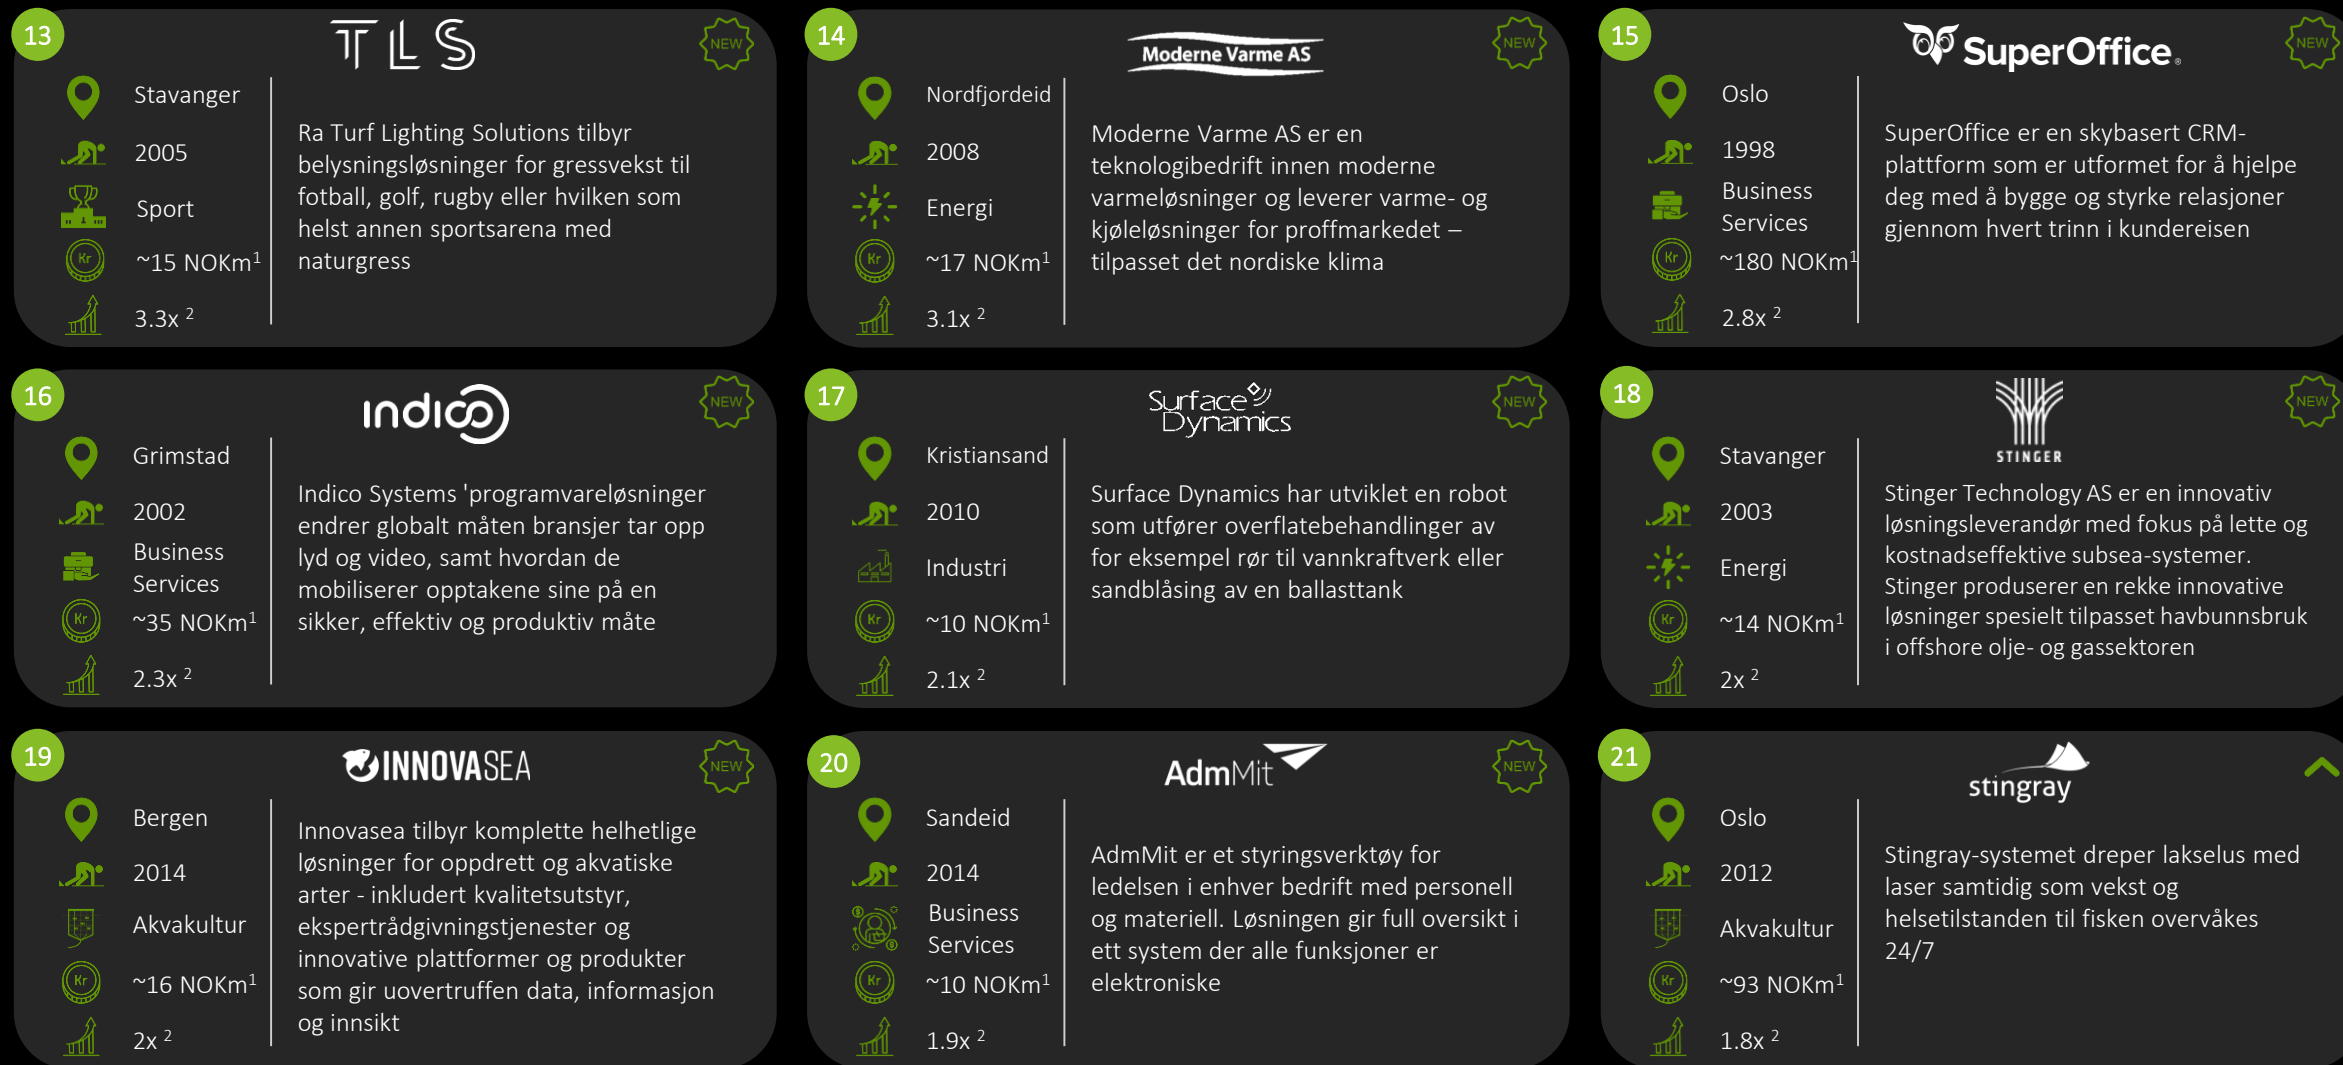 13
TLS
NEW
Stavanger
2005
Sport
~15 NOKm1
3.3x 2
Ra Turf Lighting Solutions tilbyr
belysningsløsninger for gressvekst til
fotball, golf, rugby eller hvilken som
helst annen sportsarena med
naturgress
Kr
14
Moderne Varme AS
NEW
Nordfjordeid
2008
Energi
~17 NOKm1
3.1x 2
Moderne Varme AS er en
teknologibedrift innen moderne
varmeløsninger og leverer varme- og
kjøleløsninger for proffmarkedet –
tilpasset det nordiske klima
Kr
15
SuperOffice®
NEW
Oslo
1998
Business
Services
~180 NOKm1
2.8x 2
SuperOffice er en skybasert CRM-
plattform som er utformet for å hjelpe
deg med å bygge og styrke relasjoner
gjennom hvert trinn i kundereisen
Kr
16
indico
NEW
Grimstad
2002
Business
Services
~35 NOKm1
2.3x 2
Indico Systems 'programvareløsninger
endrer globalt måten bransjer tar opp
lyd og video, samt hvordan de
mobiliserer opptakene sine på en
sikker, effektiv og produktiv måte
Kr
17
Surface
Dynamics
NEW
Kristiansand
2010
Industri
~10 NOKm1
2.1x 2
Surface Dynamics har utviklet en robot
som utfører overflatebehandlinger av
for eksempel rør til vannkraftverk eller
sandblåsing av en ballasttank
Kr
18
STINGER
NEW
Stavanger
2003
Energi
~14 NOKm1
2x 2
Stinger Technology AS er en innovativ
løsningsleverandør med fokus på lette og
kostnadseffektive subsea-systemer.
Stinger produserer en rekke innovative
løsninger spesielt tilpasset havbunnsbruk
i offshore olje- og gassektoren
Kr
19
INNOVASEA
NEW
Bergen
2014
Akvakultur
~16 NOKm1
2x 2
Innovasea tilbyr komplette helhetlige
løsninger for oppdrett og akvatiske
arter - inkludert kvalitetsutstyr,
ekspertrådgivningstjenester og
innovative plattformer og produkter
som gir uovertruffen data, informasjon
og innsikt
Kr
20
AdmMit
NEW
Sandeid
2014
Business
Services
~10 NOKm1
1.9x 2
AdmMit er et styringsverktøy for
ledelsen i enhver bedrift med personell
og materiell. Løsningen gir full oversikt i
ett system der alle funksjoner er
elektroniske
Kr
21
stingray
Oslo
2012
Akvakultur
~93 NOKm1
1.8x 2
Stingray-systemet dreper lakselus med
laser samtidig som vekst og
helsetilstanden til fisken overvåkes
24/7
Kr